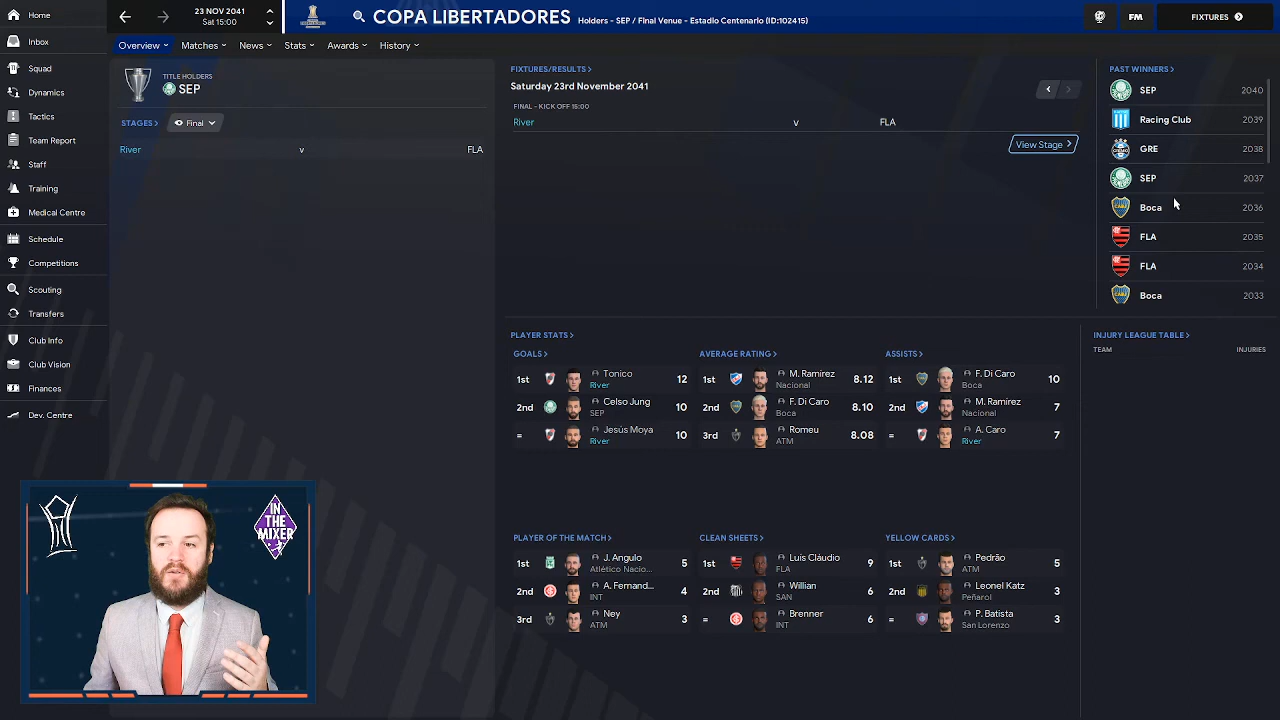 Home
Inbox
Squad
Dynamics
Tactics
Team Report
Staff
Training
Medical Centre
Schedule
Competitions
Scouting
Transfers
Club Info
Club Vision
Finances
Dev. Centre
23 NOV 2041
Sat 15:00
COPA LIBERTADORES Holders - SEP / Final Venue - Estadio Centenario (ID:102415)
FM
FIXTURES
Overview Matches News Stats Awards History
TITLE HOLDERS
SEP
STAGES Final
River v FLA
FIXTURES/RESULTS
Saturday 23rd November 2041
FINAL - KICK OFF 15:00
River v FLA
View Stage
PAST WINNERS
SEP 2040
Racing Club 2039
GRE 2038
SEP 2037
Boca 2036
FLA 2035
FLA 2034
Boca 2033
PLAYER STATS
GOALS
1st Tonico 12
River
2nd Celso Jung 10
SEP
= Jesús Moya 10
River
AVERAGE RATING
1st M. Ramírez 8.12
Nacional
2nd F. Di Caro 8.10
Boca
3rd Romeu 8.08
ATM
ASSISTS
1st F. Di Caro 10
Boca
2nd M. Ramírez 7
Nacional
= A. Caro 7
River
PLAYER OF THE MATCH
1st J. Angulo 5
Atlético Nacio...
2nd A. Fernand... 4
INT
3rd Ney 3
ATM
CLEAN SHEETS
1st Luis Cláudio 9
FLA
2nd Willian 6
SAN
= Brenner 6
INT
YELLOW CARDS
1st Pedrão 5
ATM
2nd Leonel Katz 3
Peñarol
= P. Batista 3
San Lorenzo
INJURY LEAGUE TABLE
TEAM INJURIES
IN
THE
MIXER